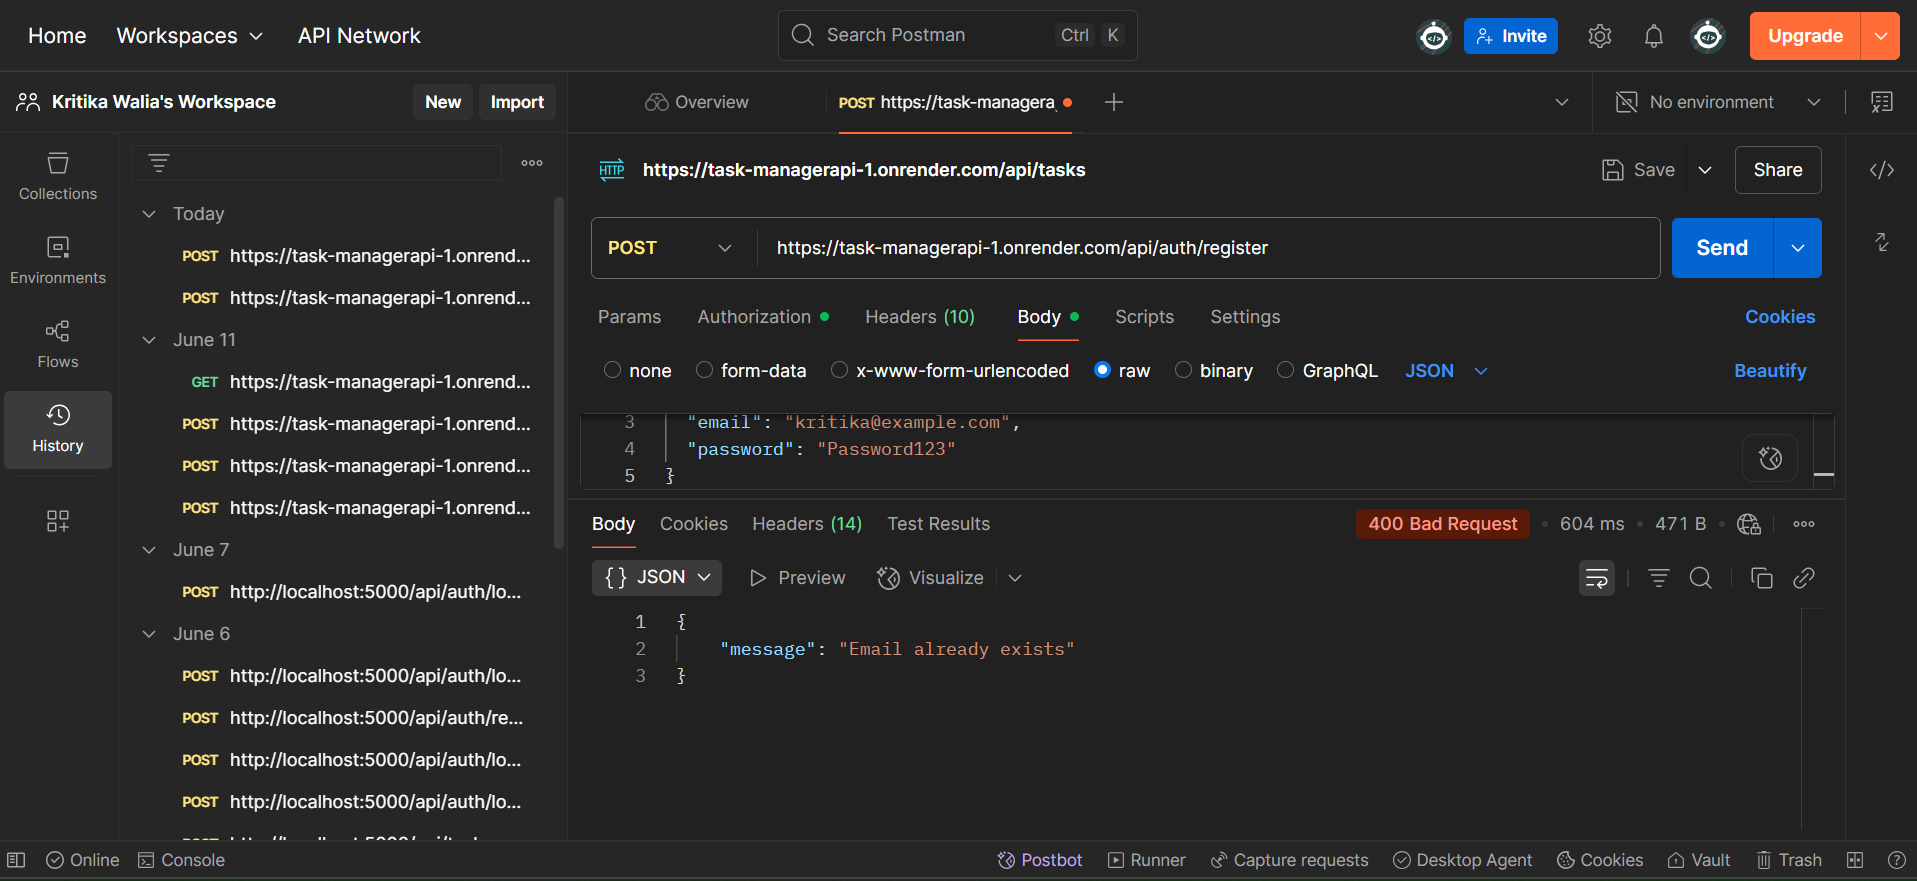 Home Workspaces API Network Search Postman Ctrl K Invite Upgrade
Kritika Walia's Workspace New Import Overview POST https://task-managera No environment
Collections
Environments
Flows
History
Today
POST https://task-managerapi-1.onrend...
POST https://task-managerapi-1.onrend...
June 11
GET https://task-managerapi-1.onrend...
POST https://task-managerapi-1.onrend...
POST https://task-managerapi-1.onrend...
POST https://task-managerapi-1.onrend...
June 7
POST http://localhost:5000/api/auth/lo...
June 6
POST http://localhost:5000/api/auth/lo...
POST http://localhost:5000/api/auth/re...
POST http://localhost:5000/api/auth/lo...
POST http://localhost:5000/api/auth/lo...
HTTP https://task-managerapi-1.onrender.com/api/tasks Save Share
POST https://task-managerapi-1.onrender.com/api/auth/register Send
Params Authorization Headers (10) Body Scripts Settings Cookies
none form-data x-www-form-urlencoded raw binary GraphQL JSON Beautify
3 "email": "kritika@example.com",
4 "password": "Password123"
5 }
Body Cookies Headers (14) Test Results 400 Bad Request 604 ms 471 B
{} JSON Preview Visualize
1 {
2 "message": "Email already exists"
3 }
Online Console Postbot Runner Capture requests Desktop Agent Cookies Vault Trash